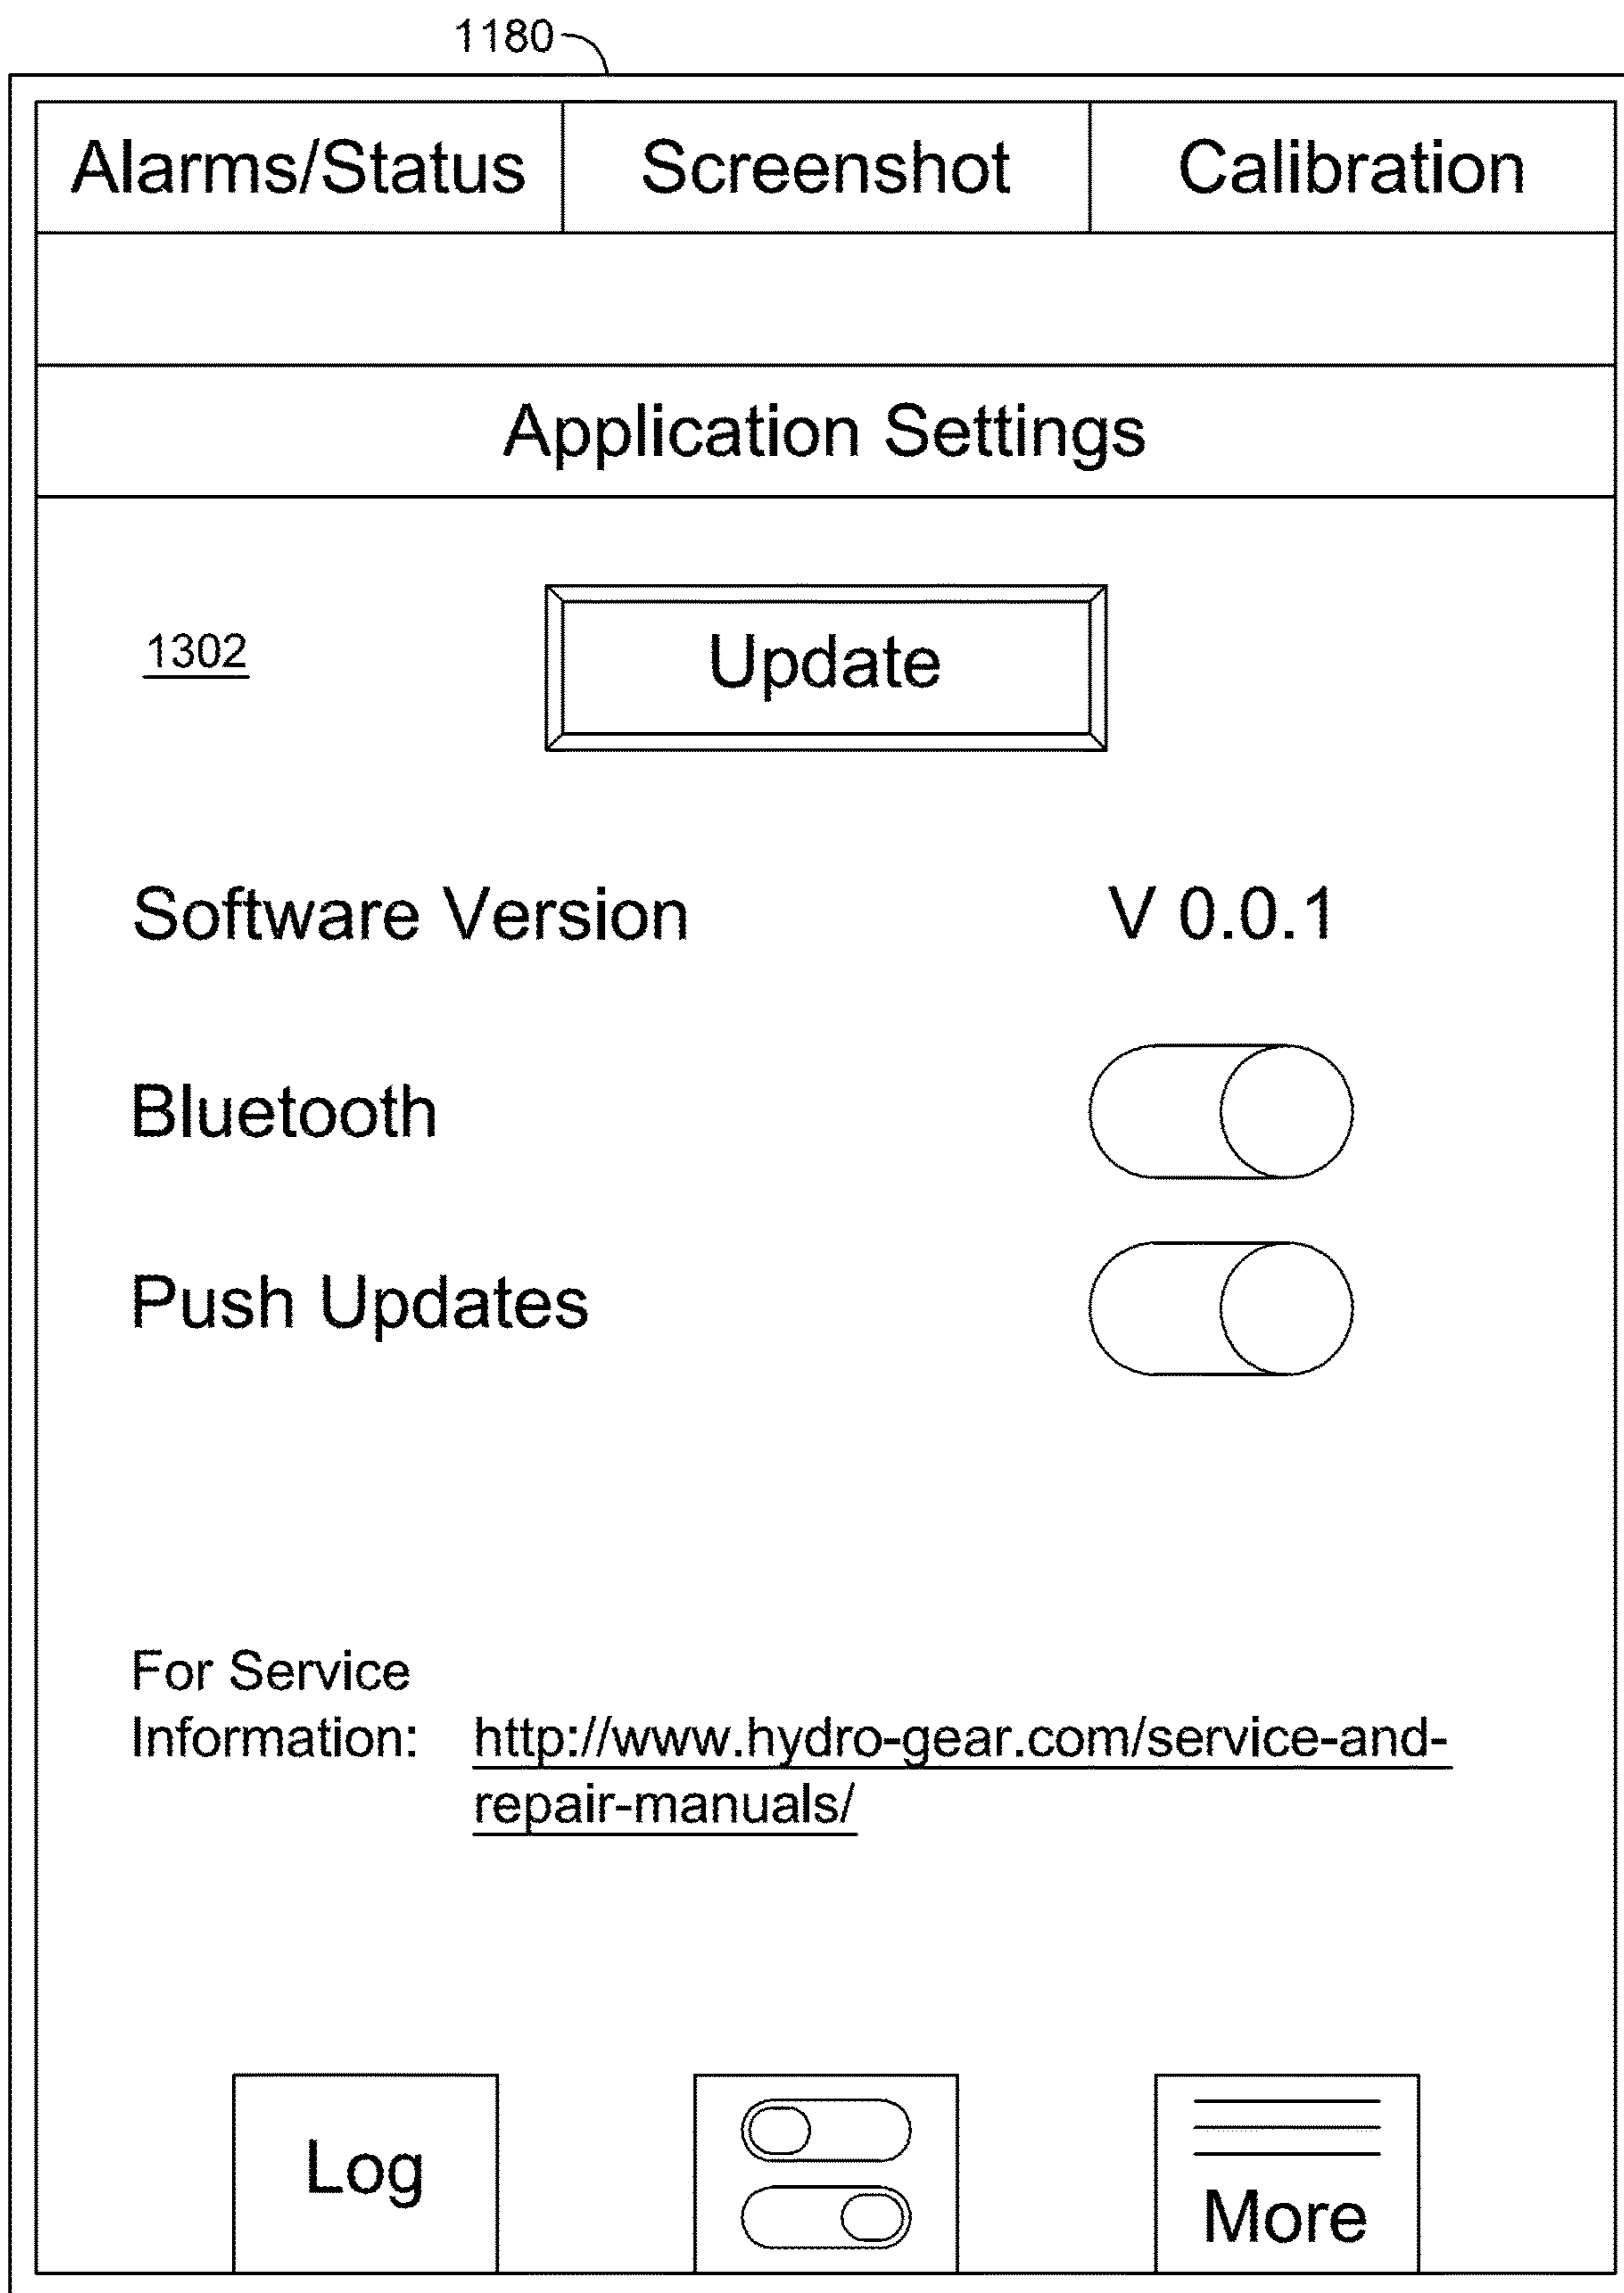 1180
Alarms/Status Screenshot Calibration
Application Settings
1302
Update
Software Version V 0.0.1
Bluetooth
Push Updates
For Service
Information: http://www.hydro-gear.com/service-and-
repair-manuals/
Log
More